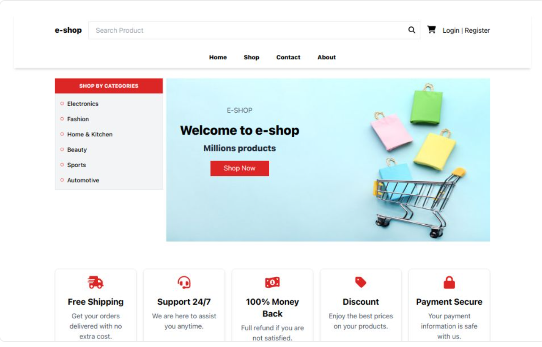 e-shop
Search Product
Login | Register
Home Shop Contact About
SHOP BY CATEGORIES
Electronics
Fashion
Home & Kitchen
Beauty
Sports
Automotive
E-SHOP
Welcome to e-shop
Millions products
Shop Now
Free Shipping
Get your orders
delivered with no
extra cost.
Support 24/7
We are here to assist
you anytime.
100% Money
Back
Full refund if you are
not satisfied.
Discount
Enjoy the best prices
on your products.
Payment Secure
Your payment
information is safe
with us.